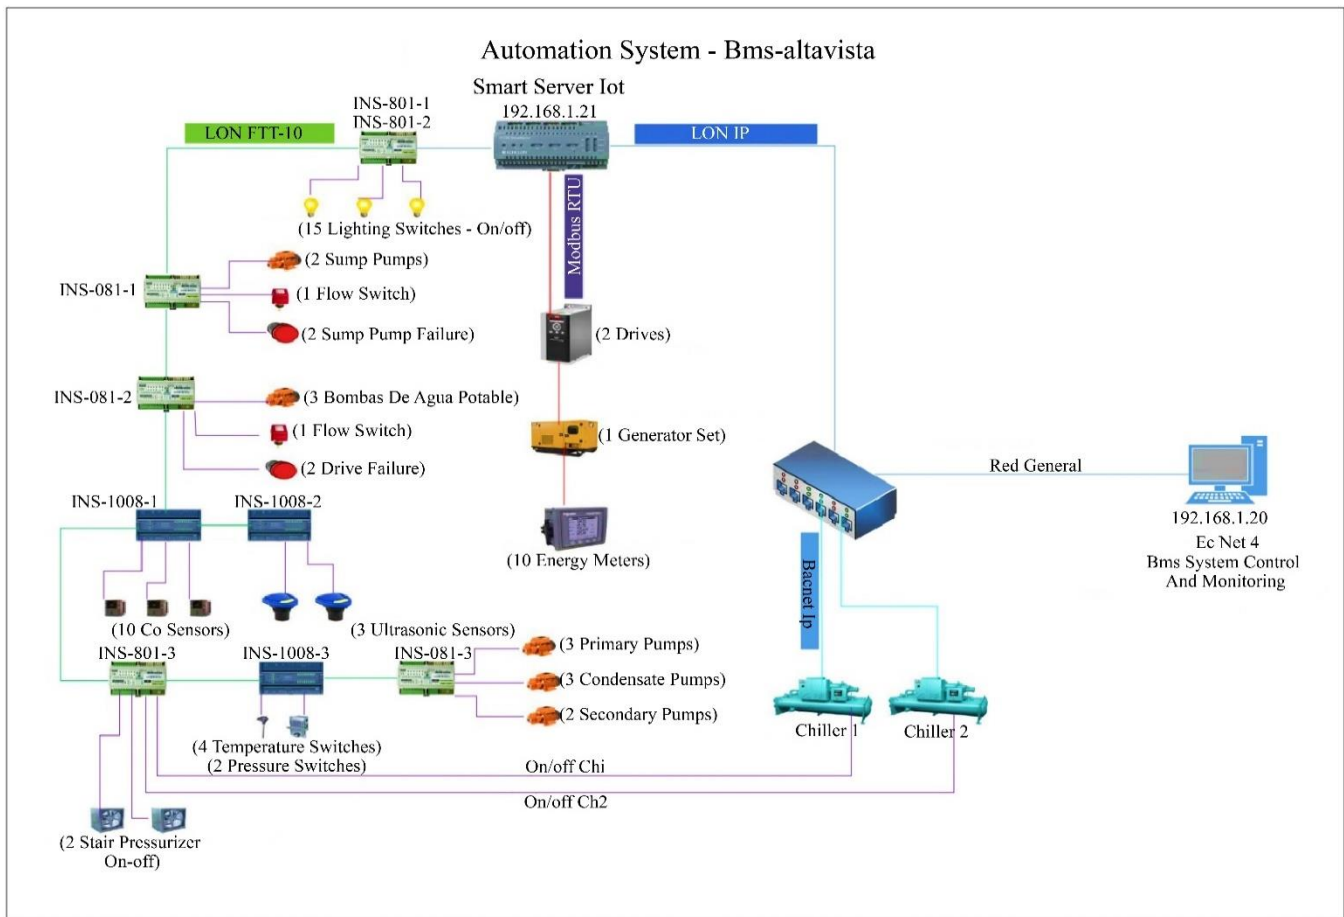 Automation System - Bms-altavista
Smart Server Iot
192.168.1.21
INS-801-1
INS-801-2
LON FTT-10
LON IP
Modbus RTU
(15 Lighting Switches - On/off)
INS-081-1
(2 Sump Pumps)
(1 Flow Switch)
(2 Sump Pump Failure)
(2 Drives)
INS-081-2
(3 Bombas De Agua Potable)
(1 Flow Switch)
(2 Drive Failure)
(1 Generator Set)
Red General
192.168.1.20
Ec Net 4
Bms System Control
And Monitoring
INS-1008-1
INS-1008-2
(10 Energy Meters)
Bacnet Ip
(10 Co Sensors)
(3 Ultrasonic Sensors)
INS-801-3
INS-1008-3
INS-081-3
(3 Primary Pumps)
(3 Condensate Pumps)
(2 Secondary Pumps)
Chiller 1
Chiller 2
(4 Temperature Switches)
(2 Pressure Switches)
On/off Chi
On/off Ch2
(2 Stair Pressurizer
On-off)